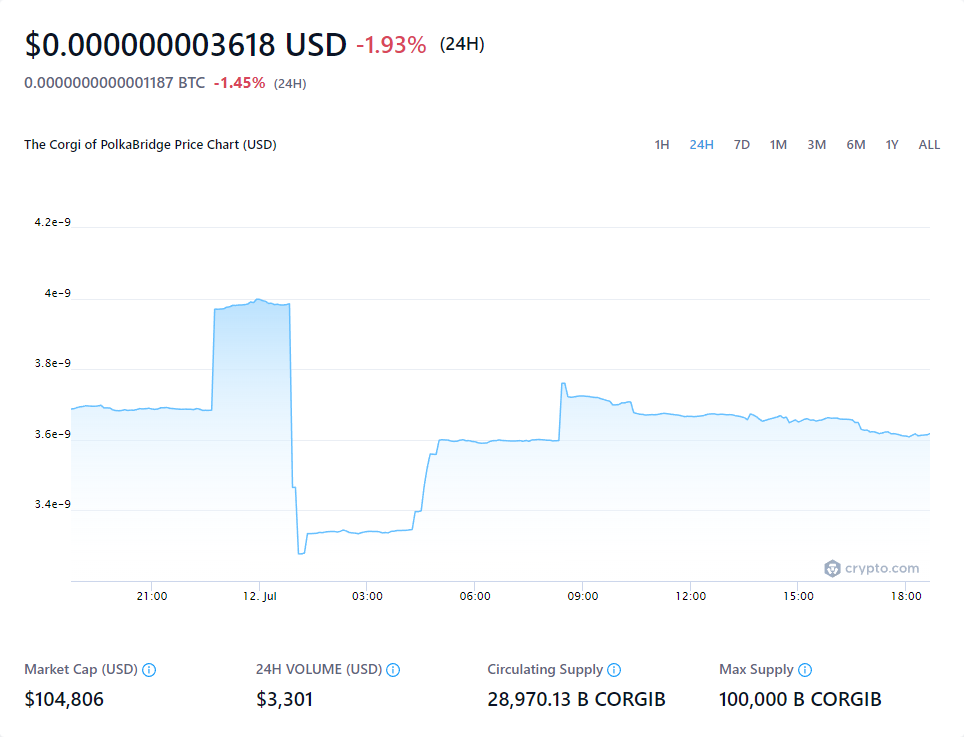 $0.000000003618 USD -1.93% (24H)
0.0000000000001187 BTC -1.45% (24H)
The Corgi of PolkaBridge Price Chart (USD) 1H 24H 7D 1M 3M 6M 1Y ALL
4.2e-9
4e-9
3.8e-9
3.6e-9
3.4e-9
crypto.com
21:00 12. Jul 03:00 06:00 09:00 12:00 15:00 18:00
Market Cap (USD) 24H VOLUME (USD) Circulating Supply Max Supply
$104,806 $3,301 28,970.13 B CORGIB 100,000 B CORGIB